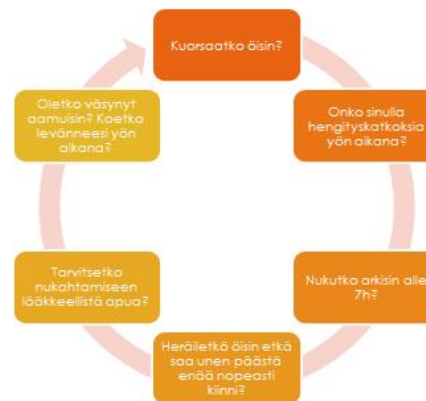 Kuorsaatko öisin?
Onko sinulla
hengityskatkoksia
yön aikana?
Nukutko arkisin alle
7h?
Heräiletkö öisin etkä
saa unen päästä
enää nopeasti
kiinni?
Tarvitsetko
nukahtamiseen
lääkkeellistä apua?
Oletko väsynyt
aamuisin? Koetko
levänneesi yön
aikana?